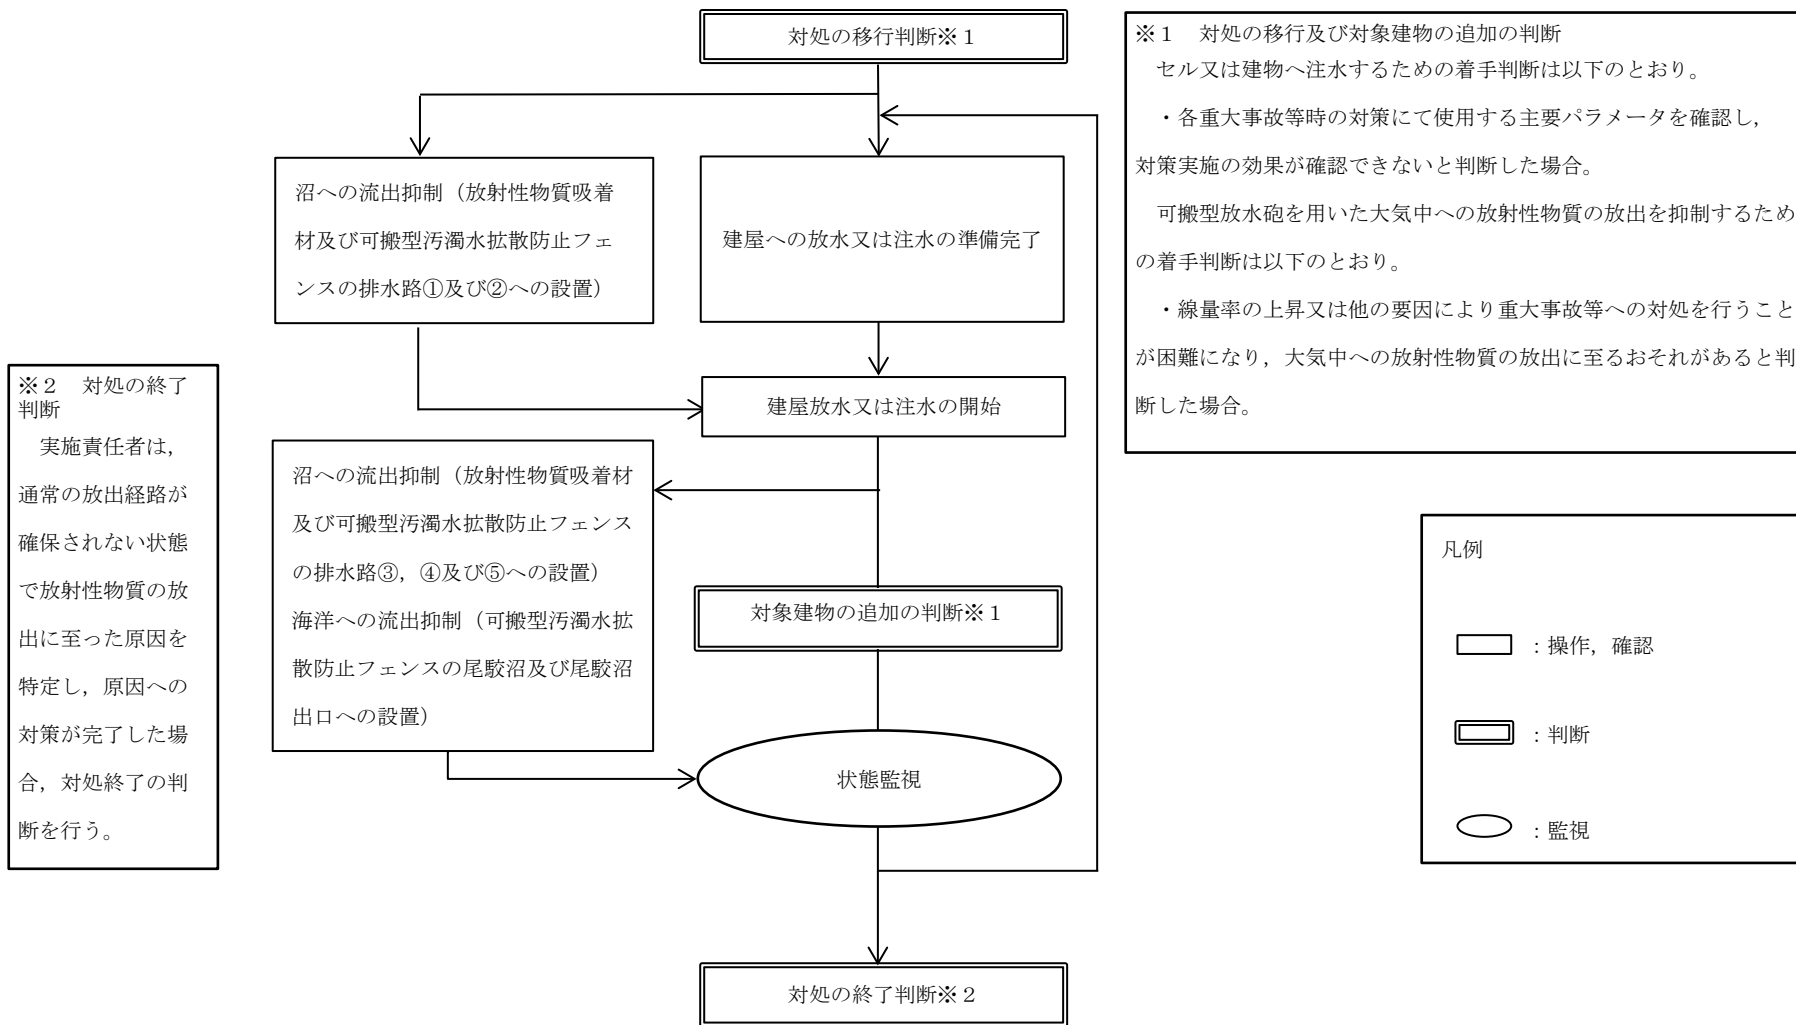 対処の移行判断※１
沼への流出抑制（放射性物質吸着
材及び可搬型汚濁水拡散防止フェ
ンスの排水路①及び②への設置）
建屋への放水又は注水の準備完了
建屋放水又は注水の開始
沼への流出抑制（放射性物質吸着材
及び可搬型汚濁水拡散防止フェンス
の排水路③，④及び⑤への設置）
海洋への流出抑制（可搬型汚濁水拡
散防止フェンスの尾駮沼及び尾駮沼
出口への設置）
対象建物の追加の判断※１
状態監視
対処の終了判断※２
※２　対処の終了
判断
　実施責任者は，
通常の放出経路が
確保されない状態
で放射性物質の放
出に至った原因を
特定し，原因への
対策が完了した場
合，対処終了の判
断を行う。
※１　対処の移行及び対象建物の追加の判断
　セル又は建物へ注水するための着手判断は以下のとおり。
　・各重大事故等時の対策にて使用する主要パラメータを確認し，
対策実施の効果が確認できないと判断した場合。
　可搬型放水砲を用いた大気中への放射性物質の放出を抑制するため
の着手判断は以下のとおり。
　・線量率の上昇又は他の要因により重大事故等への対処を行うこと
が困難になり，大気中への放射性物質の放出に至るおそれがあると判
断した場合。
凡例
：操作，確認
：判断
：監視